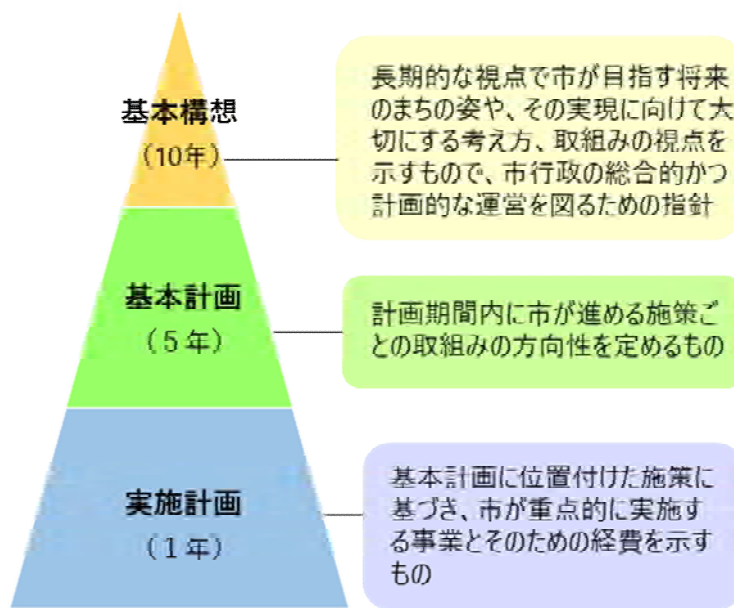 基本構想
（10年）
長期的な視点で市が目指す将来
のまちの姿や、その実現に向けて大
切にする考え方、取組みの視点を
示すもので、市行政の総合的かつ
計画的な運営を図るための指針
基本計画
（５年）
計画期間内に市が進める施策ご
との取組みの方向性を定めるもの
実施計画
（１年）
基本計画に位置付けた施策に
基づき、市が重点的に実施す
る事業とそのための経費を示す
もの